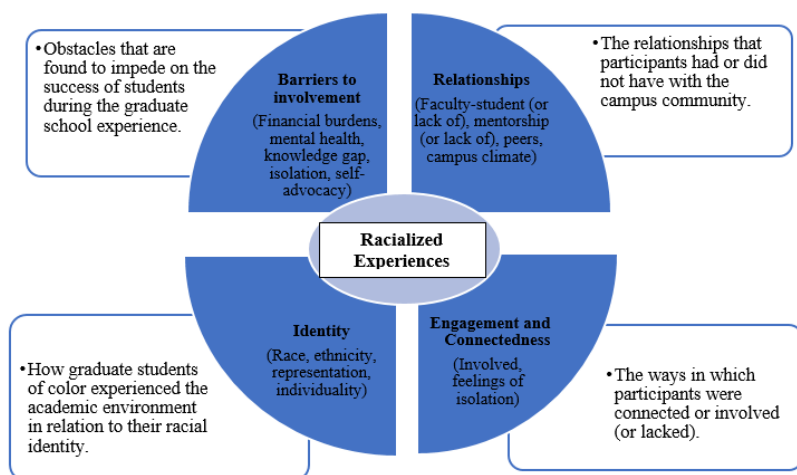 •Obstacles that are
found to impede on the
success of students
during the graduate
school experience.
Barriers to
involvement
(Financial burdens,
mental health,
knowledge gap,
isolation, self-
advocacy)
Relationships
(Faculty-student (or
lack of), mentorship
(or lack of), peers,
campus climate)
•The relationships that
participants had or did
not have with the
campus community.
Racialized
Experiences
•How graduate students
of color experienced the
academic environment
in relation to their racial
identity.
Identity
(Race, ethnicity,
representation,
individuality)
Engagement and
Connectedness
(Involved,
feelings of
isolation)
•The ways in which
participants were
connected or involved
(or lacked).